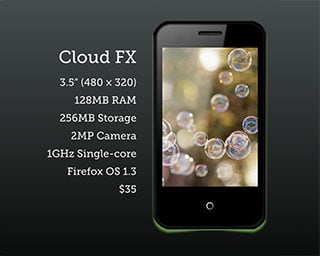 Cloud FX
3.5” (480 × 320)
128MB RAM
256MB Storage
2MP Camera
1GHz Single-core
Firefox OS 1.3
$35